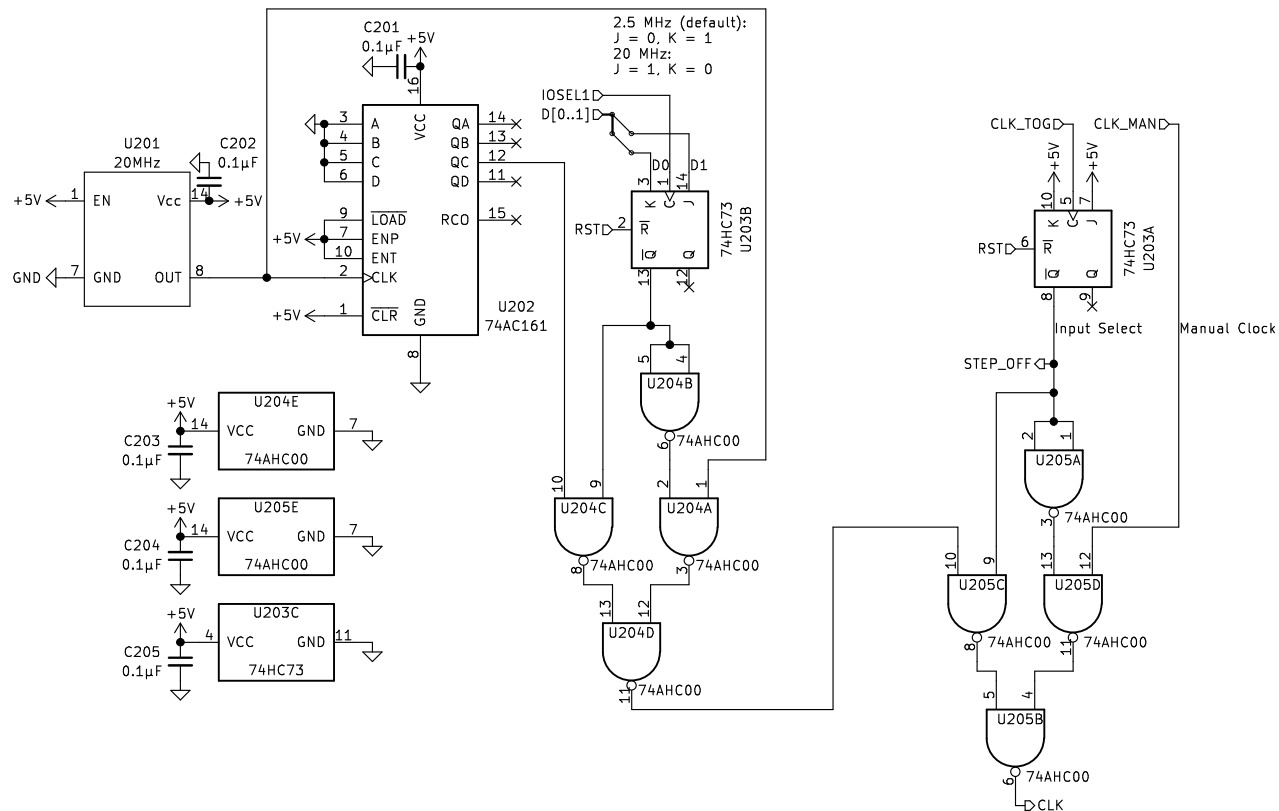 2.5 MHz (default):
J = 0, K = 1
20 MHz:
J = 1, K = 0
C201
0.1µF
+5V
16
VCC
3 A QA 14
4 B QB 13
5 C QC 12
6 D QD 11
9 LOAD RCO 15
+5V 7 ENP
10 ENT
2 CLK
+5V 1 CLR
GND
8
U202
74AC161
U201
20MHz
C202
0.1µF
+5V 1 EN Vcc 14 +5V
GND 7 GND OUT 8
IOSEL1
D[0..1]
D0 D1
3 1 14
K C J
RST 2 R
Q Q
13 12
74HC73
U203B
5 4
U204B
6 74AHC00
10 9 2 1
U204C U204A
8 74AHC00 3 74AHC00
13 12
U204D
11 74AHC00
CLK_TOG CLK_MAN
+5V +5V
10 5 7
K C J
RST 6 R
Q Q
8 9
74HC73
U203A
Input Select Manual Clock
STEP_OFF
2 1
U205A
3 74AHC00
10 9 13 12
U205C U205D
8 74AHC00 11 74AHC00
5 4
U205B
6 74AHC00
CLK
+5V
14 U204E
VCC GND 7
C203
0.1µF
74AHC00
+5V
14 U205E
VCC GND 7
C204
0.1µF
74AHC00
+5V
4 U203C
VCC GND 11
C205
0.1µF
74HC73